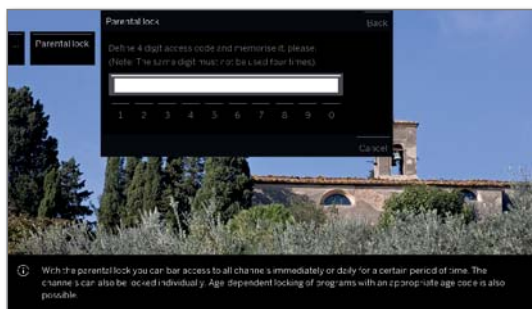 Parental lock
Back
... Parental lock
Define 4 digit access code and memorise it, please.
(Note: The same digit must not be used four times)
1 2 3 4 5 6 7 8 9 0
Cancel
With the parental lock you can bar access to all channels immediately or daily for a certain period of time. The
channels can also be locked individually. Age dependent locking of programs with an appropriate age code is also
possible.